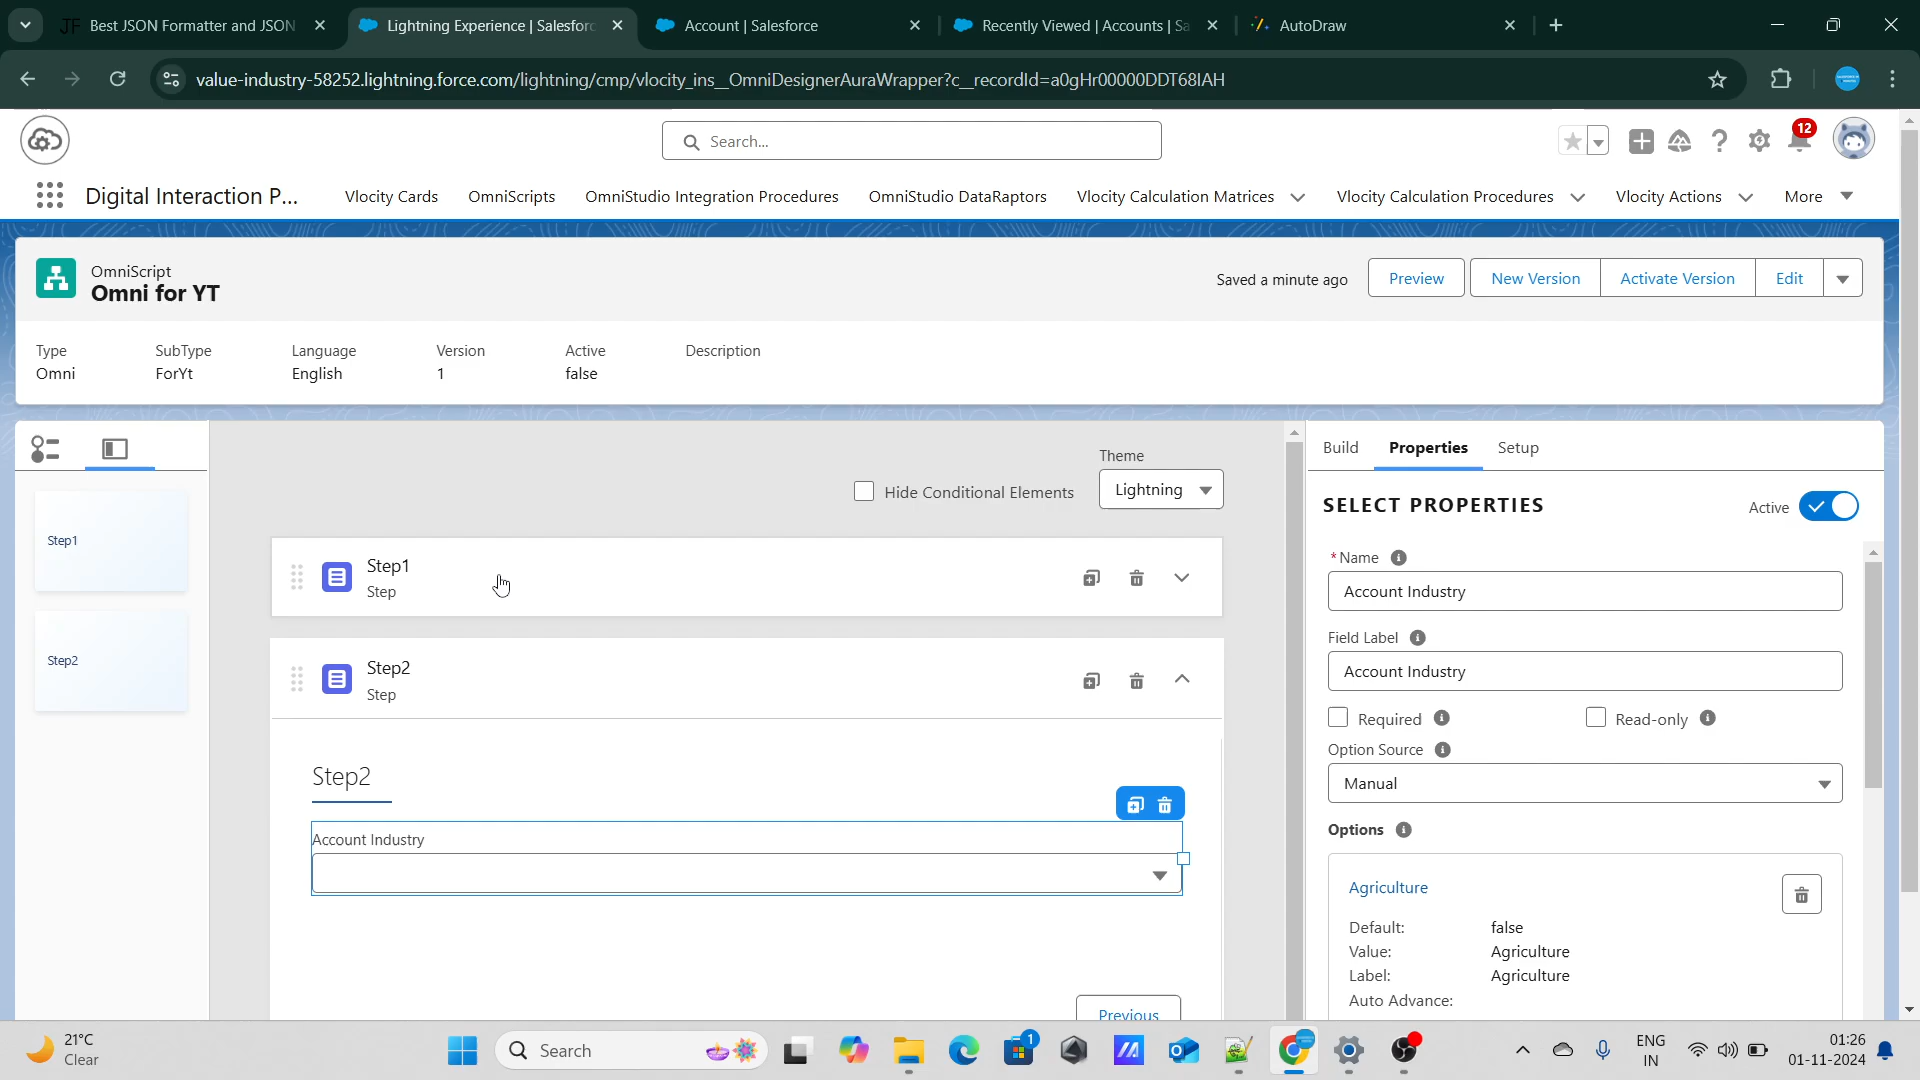 Best JSON Formatter and JSON
Lightning Experience | Salesforc
Account | Salesforce
Recently Viewed | Accounts | Sa
AutoDraw
value-industry-58252.lightning.force.com/lightning/cmp/vlocity_ins__OmniDesignerAuraWrapper?c__recordId=a0gHr00000DDT68IAH
Search...
12
Digital Interaction P...
Vlocity Cards
OmniScripts
OmniStudio Integration Procedures
OmniStudio DataRaptors
Vlocity Calculation Matrices
Vlocity Calculation Procedures
Vlocity Actions
More
OmniScript
Omni for YT
Saved a minute ago
Preview
New Version
Activate Version
Edit
Type
SubType
Language
Version
Active
Description
Omni
ForYt
English
1
false
Step1
Step2
Theme
Hide Conditional Elements
Lightning
Step1
Step
Step2
Step
Step2
Account Industry
Previous
Build
Properties
Setup
SELECT PROPERTIES
Active
*Name
Account Industry
Field Label
Account Industry
Required
Read-only
Option Source
Manual
Options
Agriculture
Default: false
Value: Agriculture
Label: Agriculture
Auto Advance:
21°C
Clear
Search
1
ENG
IN
01:26
01-11-2024